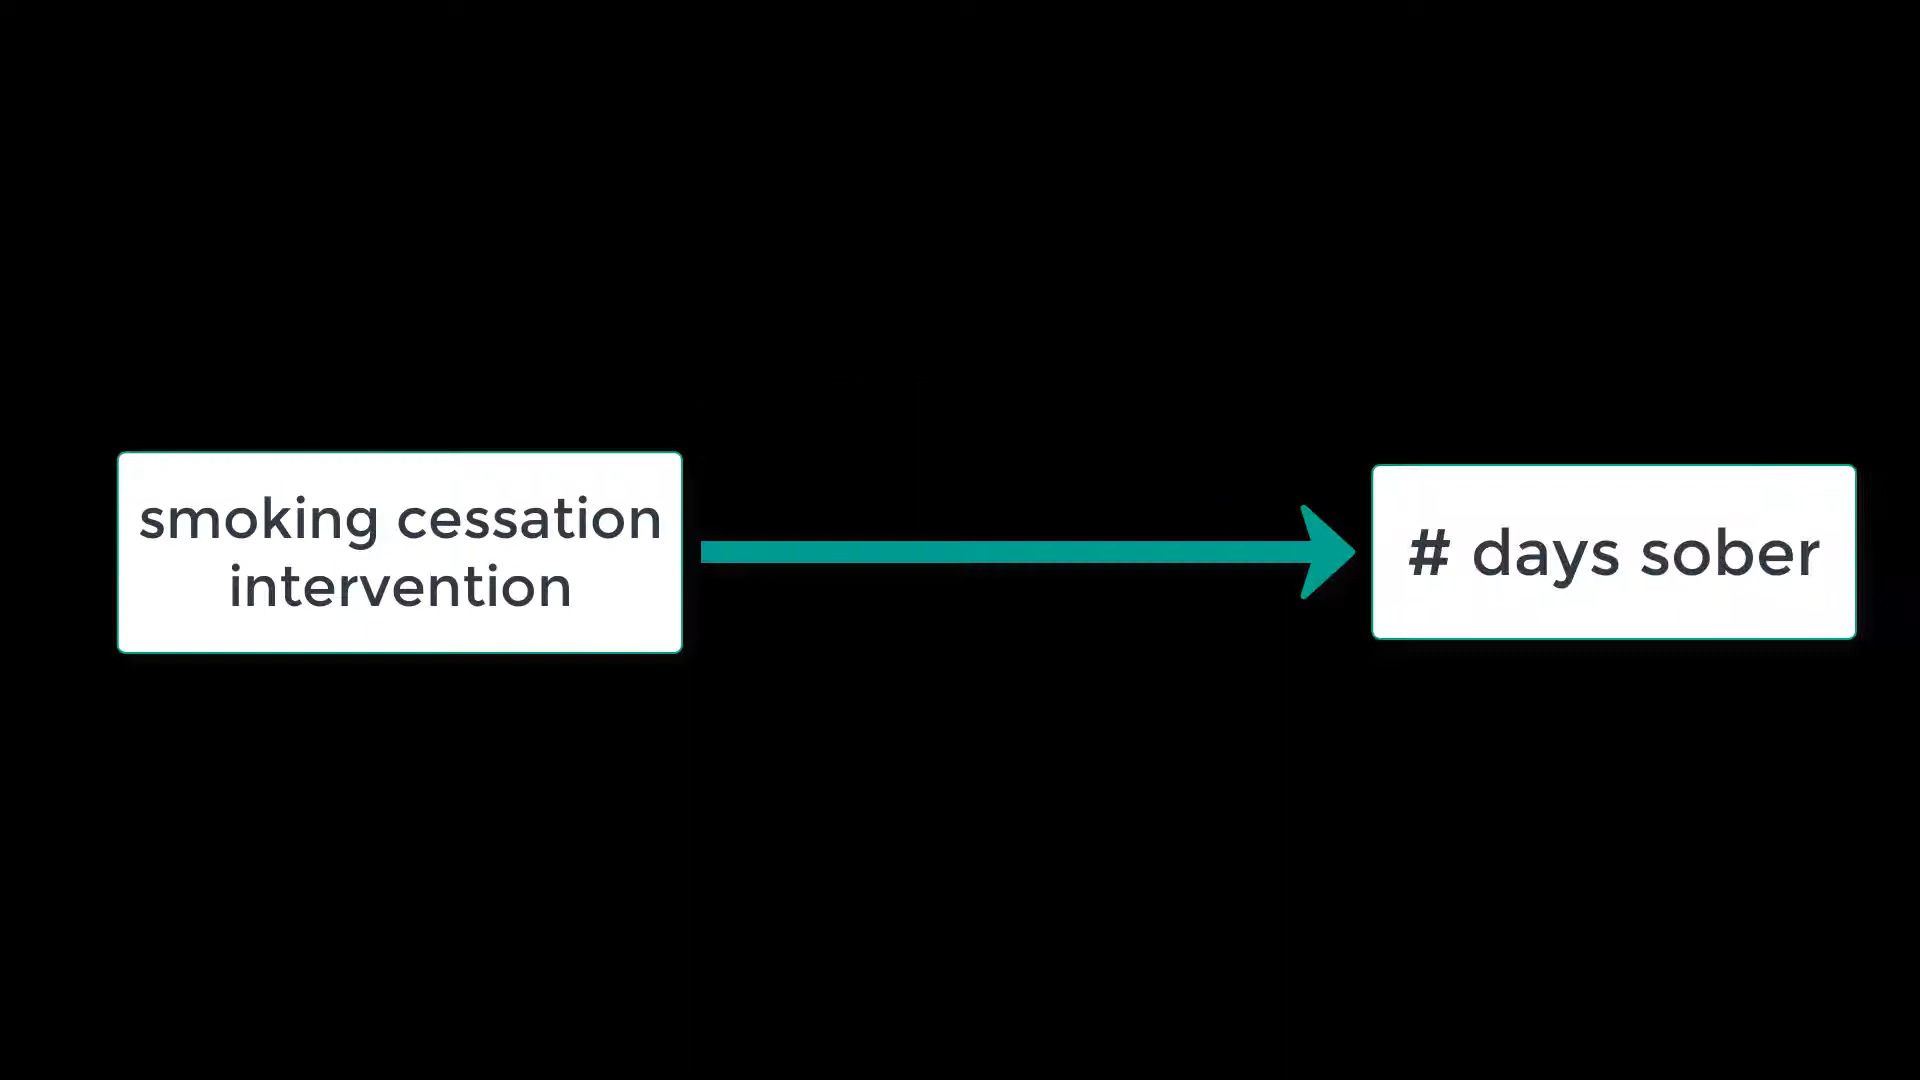 smoking cessation
intervention
# days sober